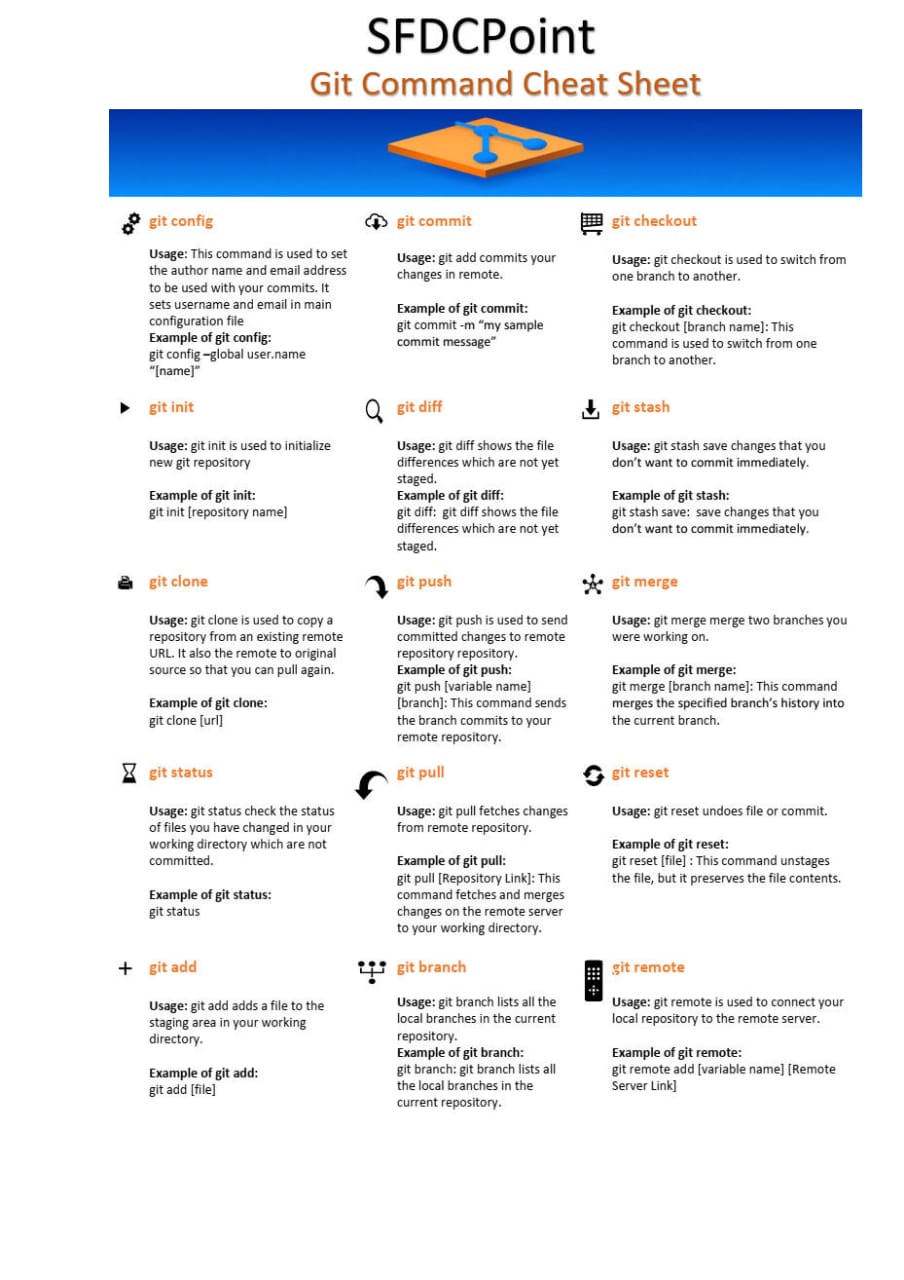 SFDCPoint
Git Command Cheat Sheet
git config
Usage: This command is used to set
the author name and email address
to be used with your commits. It
sets username and email in main
configuration file
Example of git config:
git config –global user.name
“[name]”
git init
Usage: git init is used to initialize
new git repository
Example of git init:
git init [repository name]
git clone
Usage: git clone is used to copy a
repository from an existing remote
URL. It also the remote to original
source so that you can pull again.
Example of git clone:
git clone [url]
git status
Usage: git status check the status
of files you have changed in your
working directory which are not
committed.
Example of git status:
git status
git add
Usage: git add adds a file to the
staging area in your working
directory.
Example of git add:
git add [file]
git commit
Usage: git add commits your
changes in remote.
Example of git commit:
git commit -m “my sample
commit message”
git diff
Usage: git diff shows the file
differences which are not yet
staged.
Example of git diff:
git diff:  git diff shows the file
differences which are not yet
staged.
git push
Usage: git push is used to send
committed changes to remote
repository repository.
Example of git push:
git push [variable name]
[branch]: This command sends
the branch commits to your
remote repository.
git pull
Usage: git pull fetches changes
from remote repository.
Example of git pull:
git pull [Repository Link]: This
command fetches and merges
changes on the remote server
to your working directory.
git branch
Usage: git branch lists all the
local branches in the current
repository.
Example of git branch:
git branch: git branch lists all
the local branches in the
current repository.
git checkout
Usage: git checkout is used to switch from
one branch to another.
Example of git checkout:
git checkout [branch name]: This
command is used to switch from one
branch to another.
git stash
Usage: git stash save changes that you
don’t want to commit immediately.
Example of git stash:
git stash save:  save changes that you
don’t want to commit immediately.
git merge
Usage: git merge merge two branches you
were working on.
Example of git merge:
git merge [branch name]: This command
merges the specified branch’s history into
the current branch.
git reset
Usage: git reset undoes file or commit.
Example of git reset:
git reset [file] : This command unstages
the file, but it preserves the file contents.
git remote
Usage: git remote is used to connect your
local repository to the remote server.
Example of git remote:
git remote add [variable name] [Remote
Server Link]